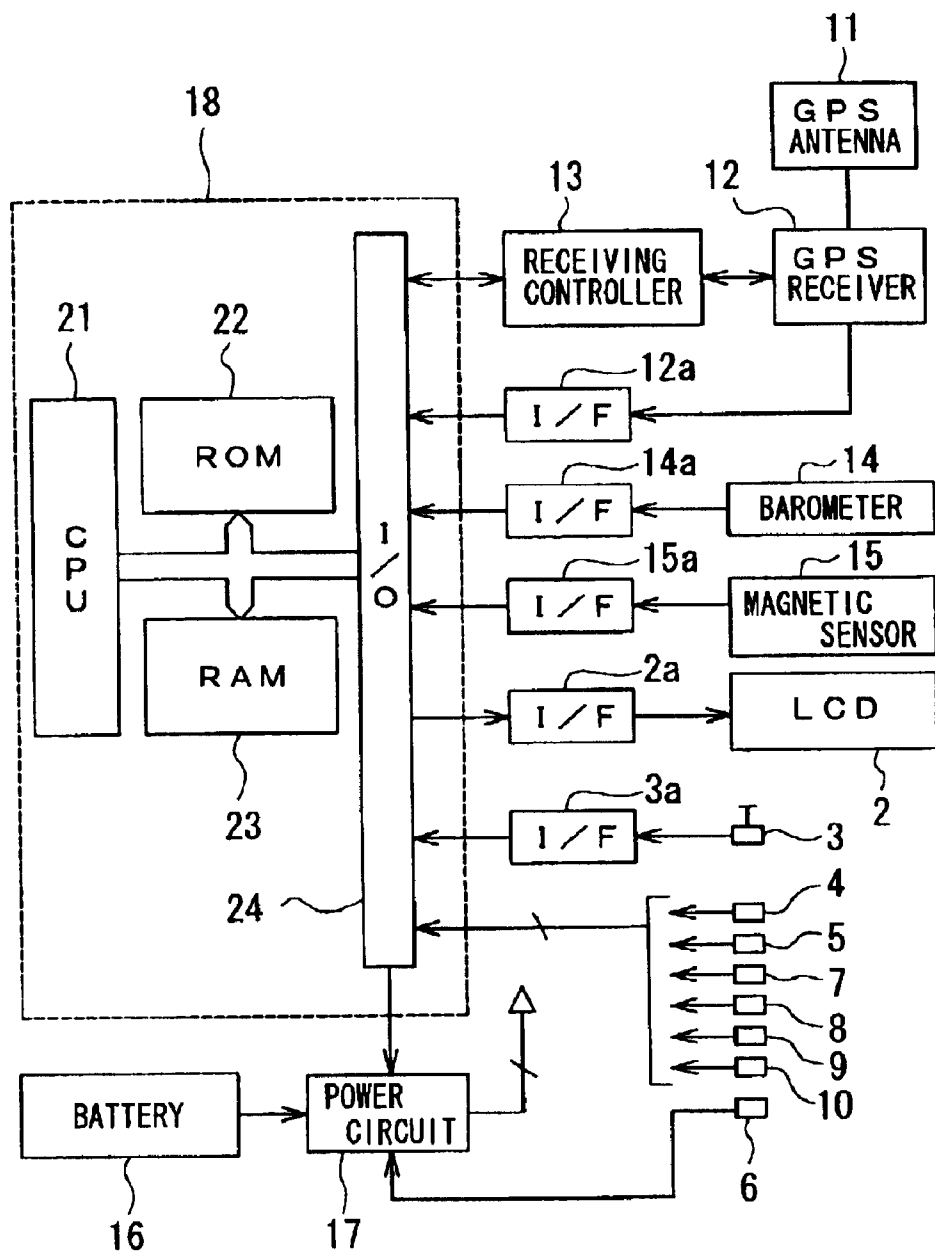 11
GPS
ANTENNA
18
13
12
RECEIVING
CONTROLLER
GPS
RECEIVER
21
22
12a
I/F
ROM
14a
14
I/F
BAROMETER
CPU
I/O
15a
15
I/F
MAGNETIC
SENSOR
RAM
2a
I/F
LCD
23
3a
2
I/F
3
24
4
5
7
8
9
10
BATTERY
POWER
CIRCUIT
6
16
17